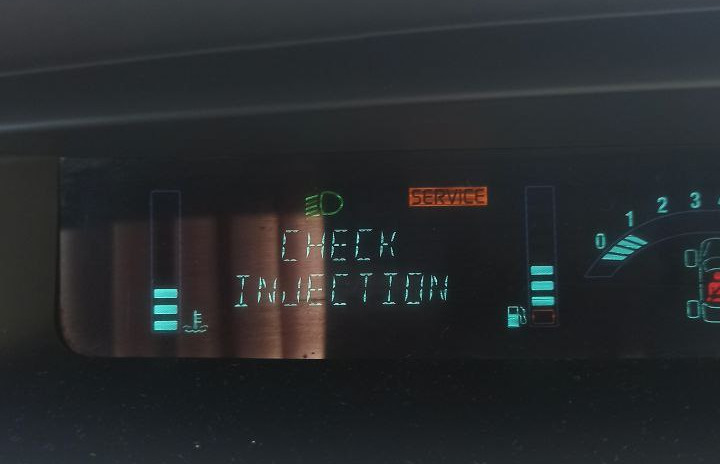 SERVICE
CHECK
INJECTION
0 1 2 3